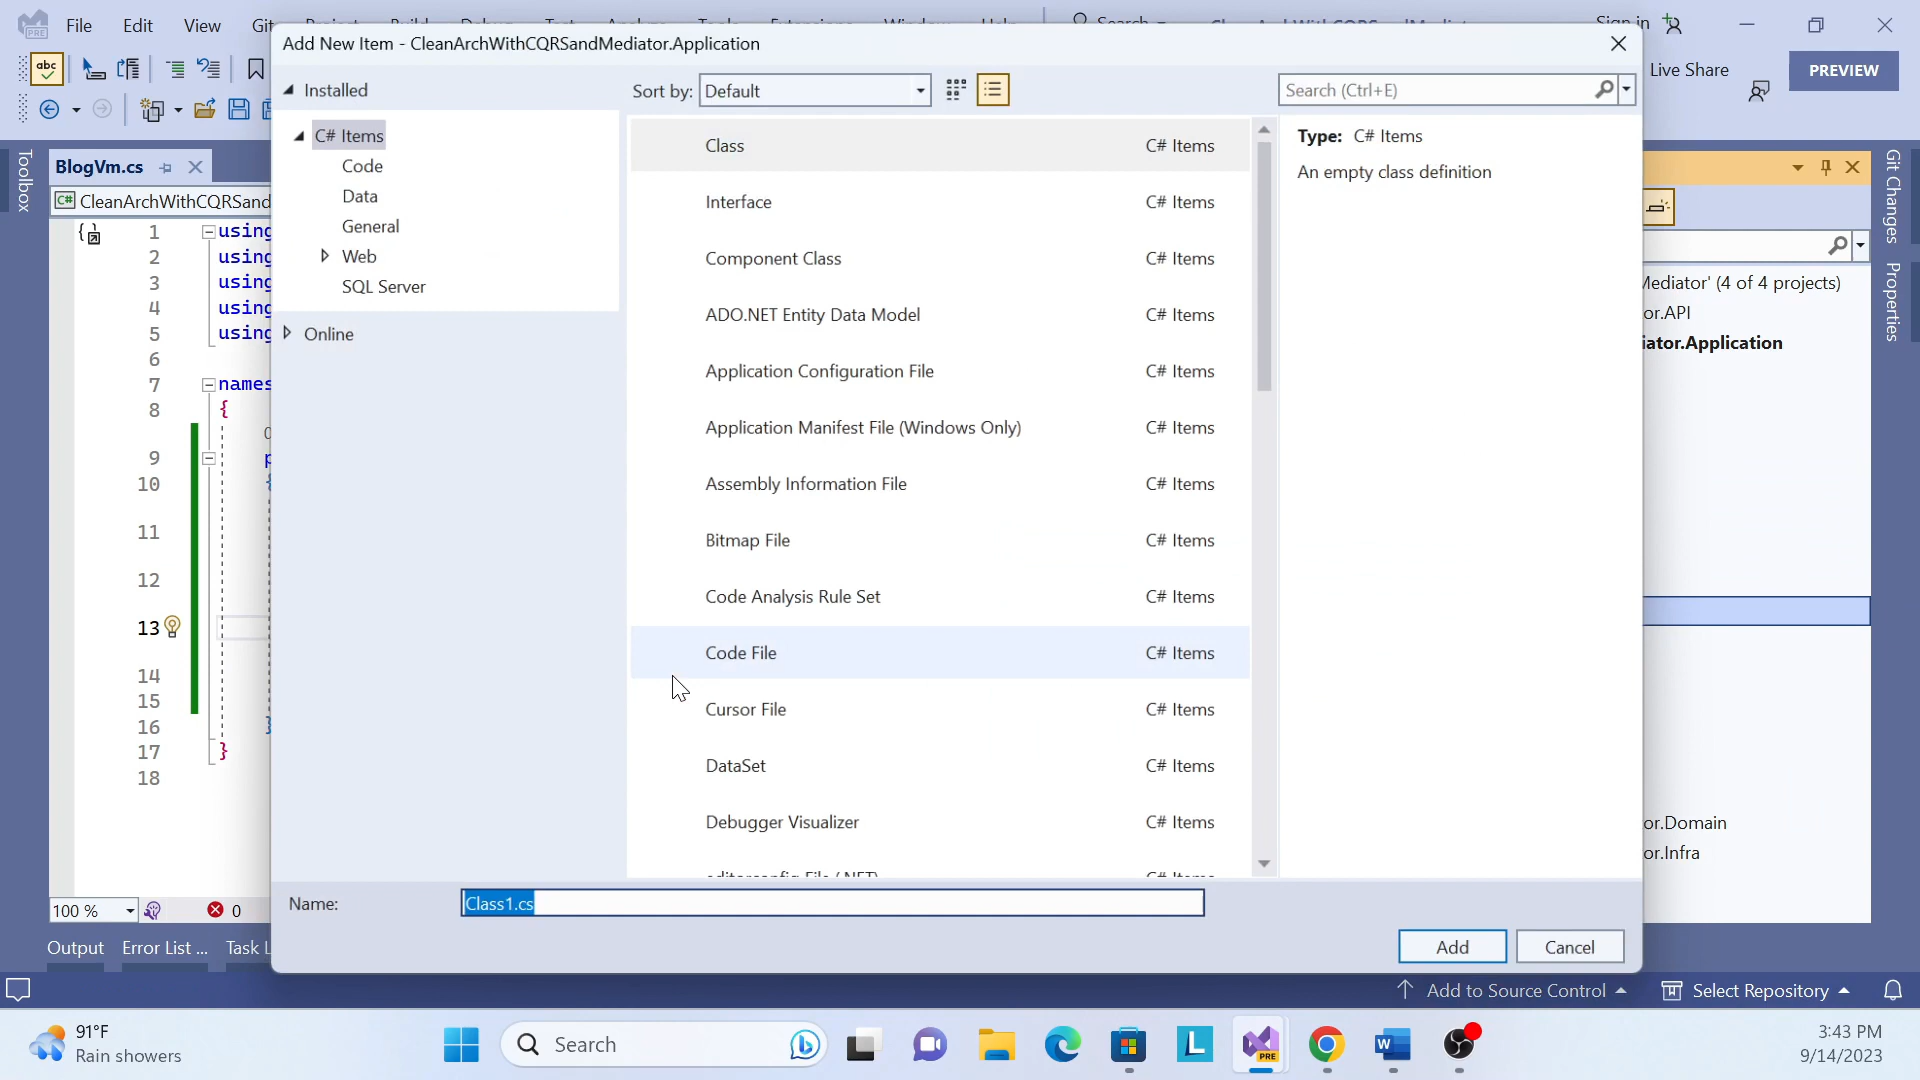 File Edit View Git
Sign in
Add New Item - CleanArchWithCQRSandMediator.Application
Live Share
PREVIEW
Installed
Sort by: Default
Search (Ctrl+E)
C# Items
Code
Data
General
Web
SQL Server
Online
Class C# Items
Interface C# Items
Component Class C# Items
ADO.NET Entity Data Model C# Items
Application Configuration File C# Items
Application Manifest File (Windows Only) C# Items
Assembly Information File C# Items
Bitmap File C# Items
Code Analysis Rule Set C# Items
Code File C# Items
Cursor File C# Items
DataSet C# Items
Debugger Visualizer C# Items
Type: C# Items
An empty class definition
Toolbox
BlogVm.cs
CleanArchWithCQRSand
1 using
2 using
3 using
4 using
5 using
6
7 names
8 {
9 p
10 {
11
12
13
14
15
16 }
17 }
18
Mediator' (4 of 4 projects)
or.API
iator.Application
or.Domain
or.Infra
Git Changes
Properties
100 %
0
Name: Class1.cs
Add Cancel
Output Error List ... Task L
Add to Source Control
Select Repository
91°F
Rain showers
Search
PRE
3:43 PM
9/14/2023